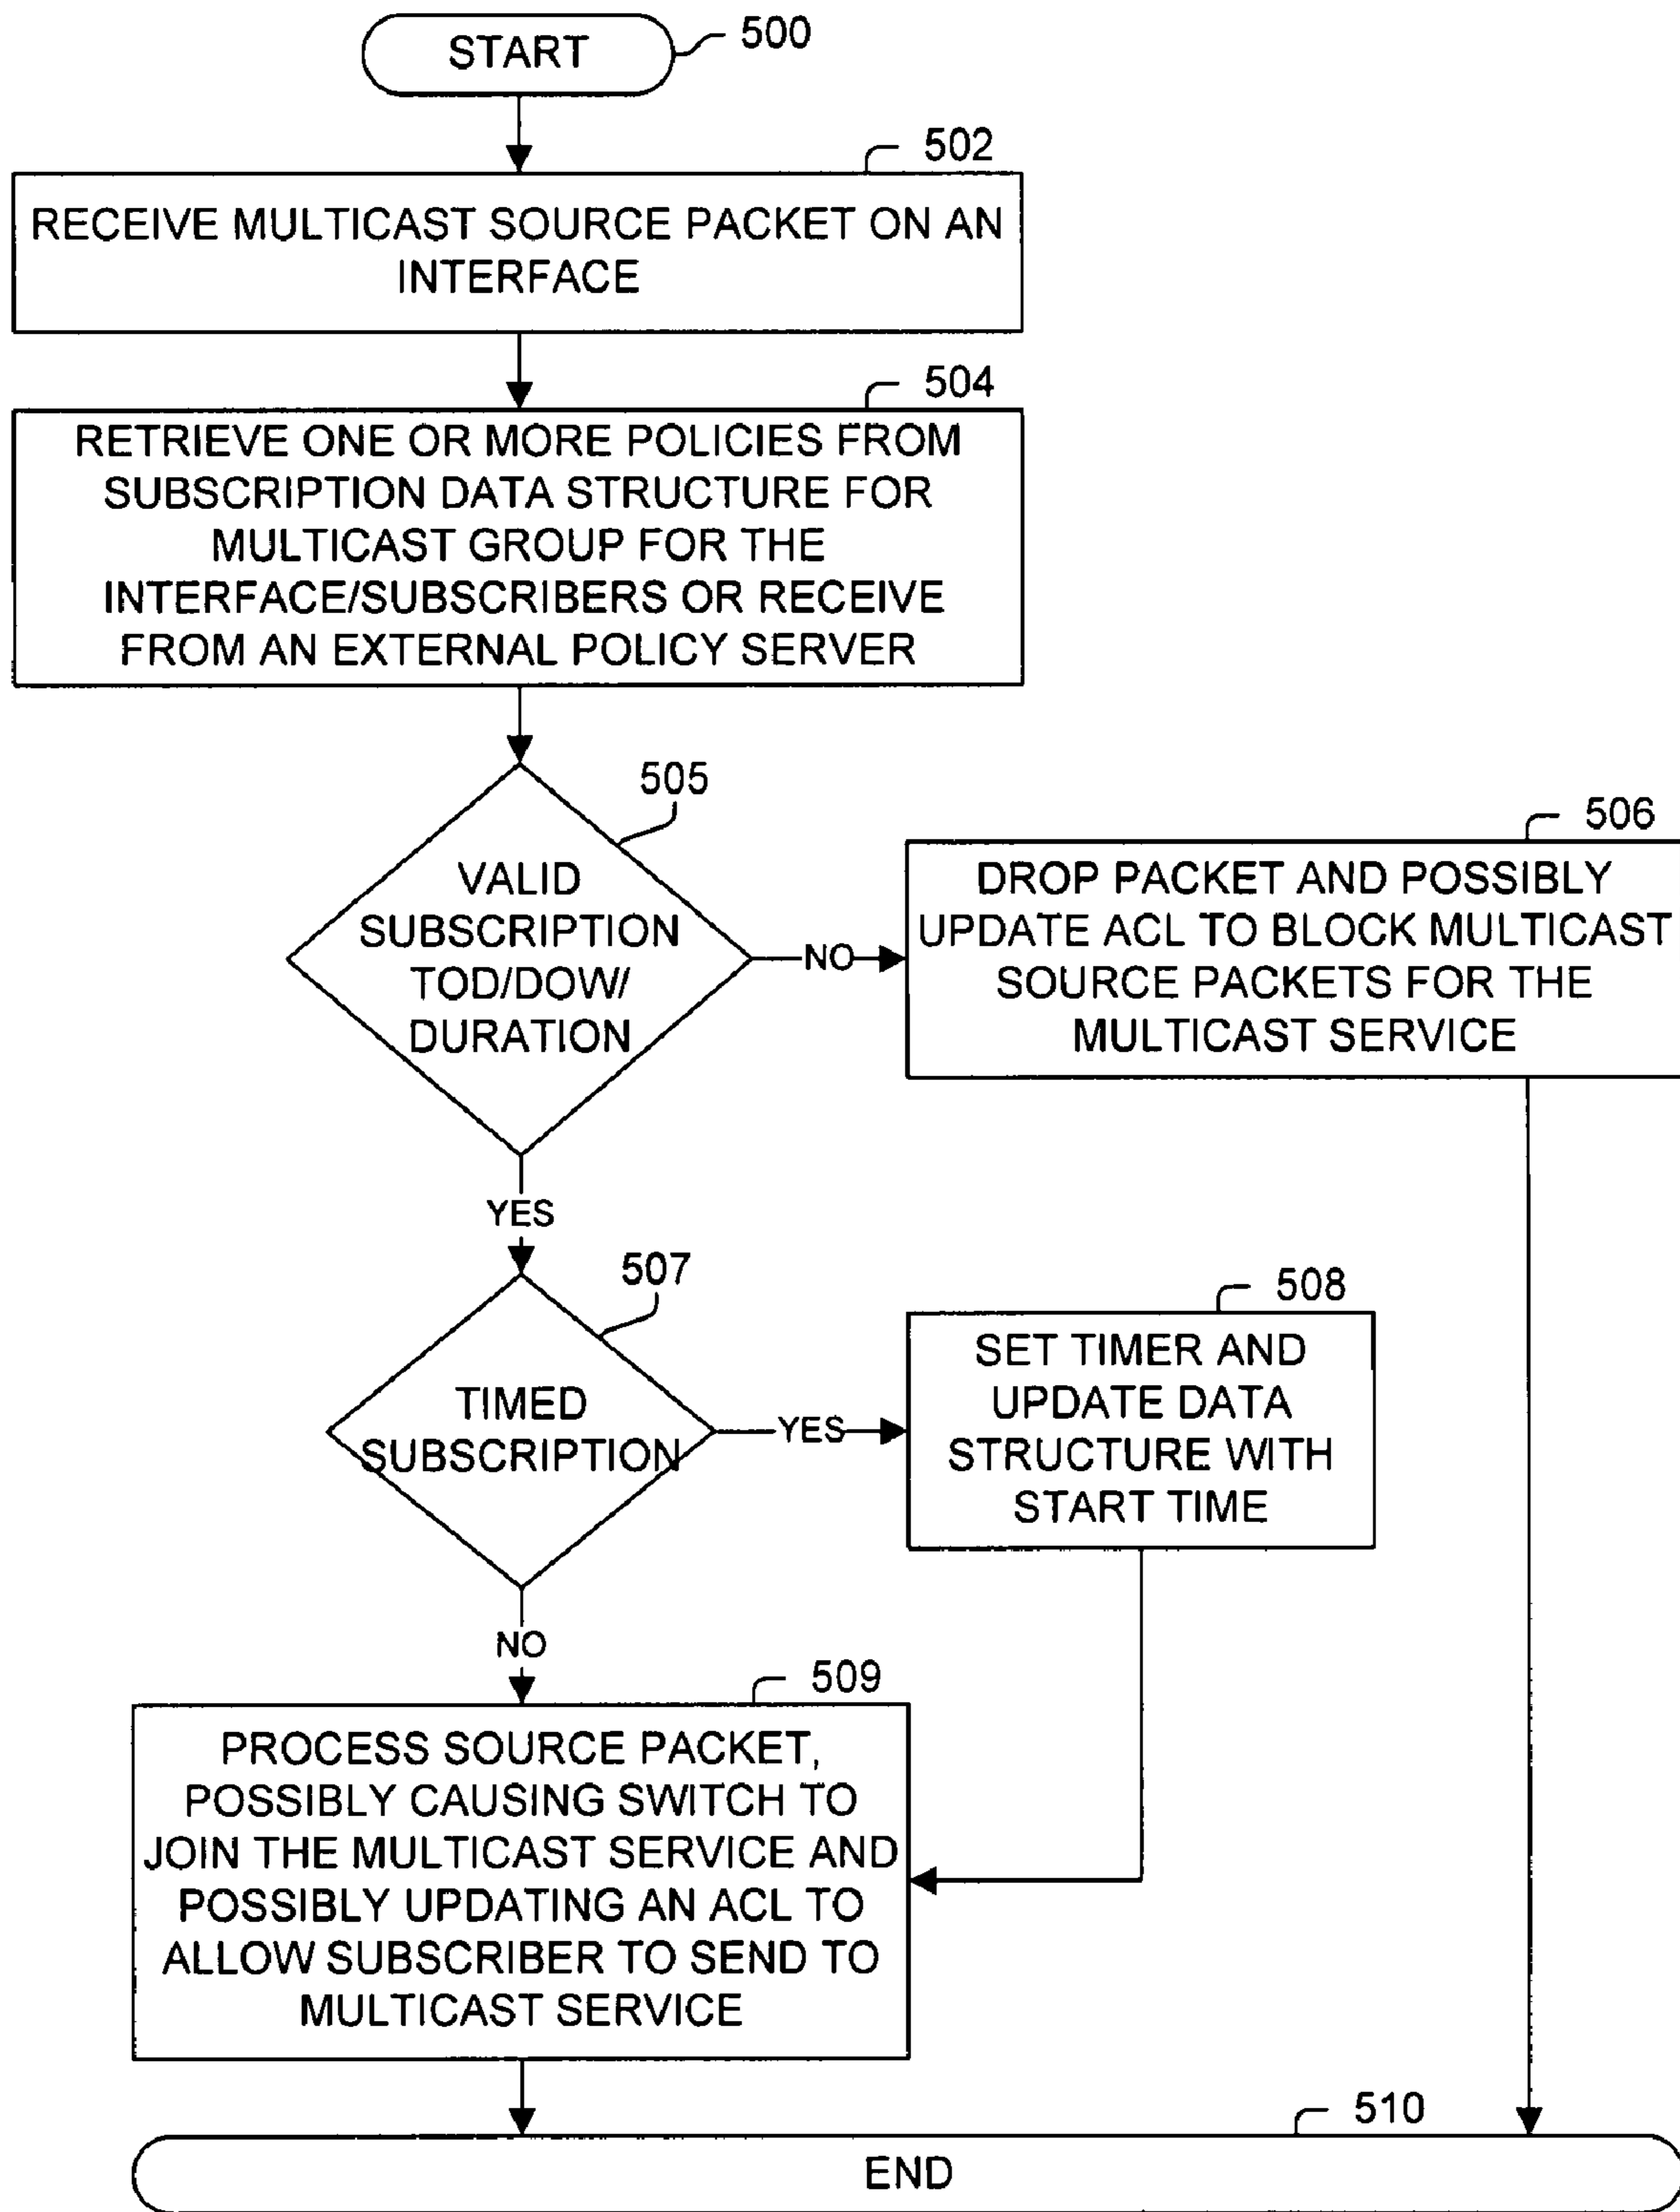 START
500
502
RECEIVE MULTICAST SOURCE PACKET ON AN
INTERFACE
504
RETRIEVE ONE OR MORE POLICIES FROM
SUBSCRIPTION DATA STRUCTURE FOR
MULTICAST GROUP FOR THE
INTERFACE/SUBSCRIBERS OR RECEIVE
FROM AN EXTERNAL POLICY SERVER
505
VALID
SUBSCRIPTION
TOD/DOW/
DURATION
NO
506
DROP PACKET AND POSSIBLY
UPDATE ACL TO BLOCK MULTICAST
SOURCE PACKETS FOR THE
MULTICAST SERVICE
YES
507
TIMED
SUBSCRIPTION
YES
508
SET TIMER AND
UPDATE DATA
STRUCTURE WITH
START TIME
NO
509
PROCESS SOURCE PACKET,
POSSIBLY CAUSING SWITCH TO
JOIN THE MULTICAST SERVICE AND
POSSIBLY UPDATING AN ACL TO
ALLOW SUBSCRIBER TO SEND TO
MULTICAST SERVICE
510
END